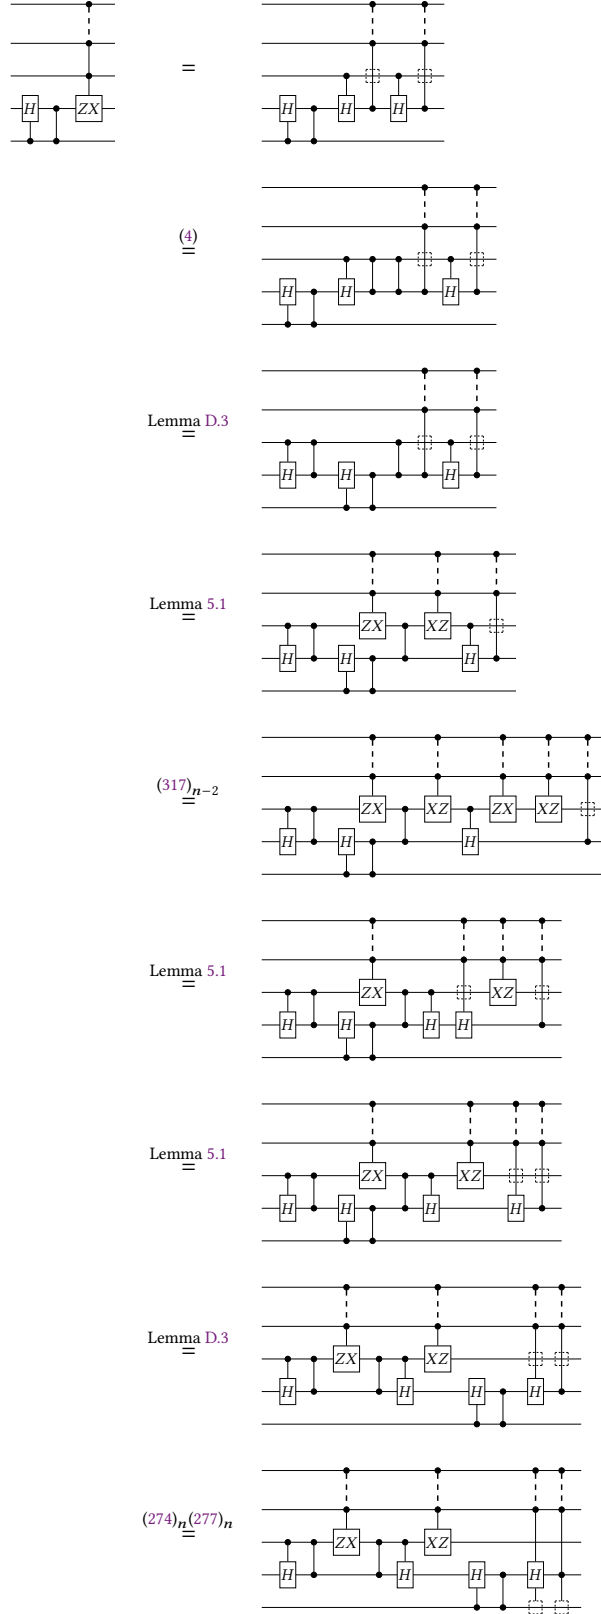 H ZX = H H H
(4)
=
H H H
Lemma D.3
=
H H H
Lemma 5.1
=
ZX XZ
H H H
(317)n−2
=
ZX XZ ZX XZ
H H H
Lemma 5.1
=
ZX XZ
H H H H
Lemma 5.1
=
ZX XZ
H H H H
Lemma D.3
=
ZX XZ
H H H H
(274)n(277)n
=
ZX XZ
H H H H